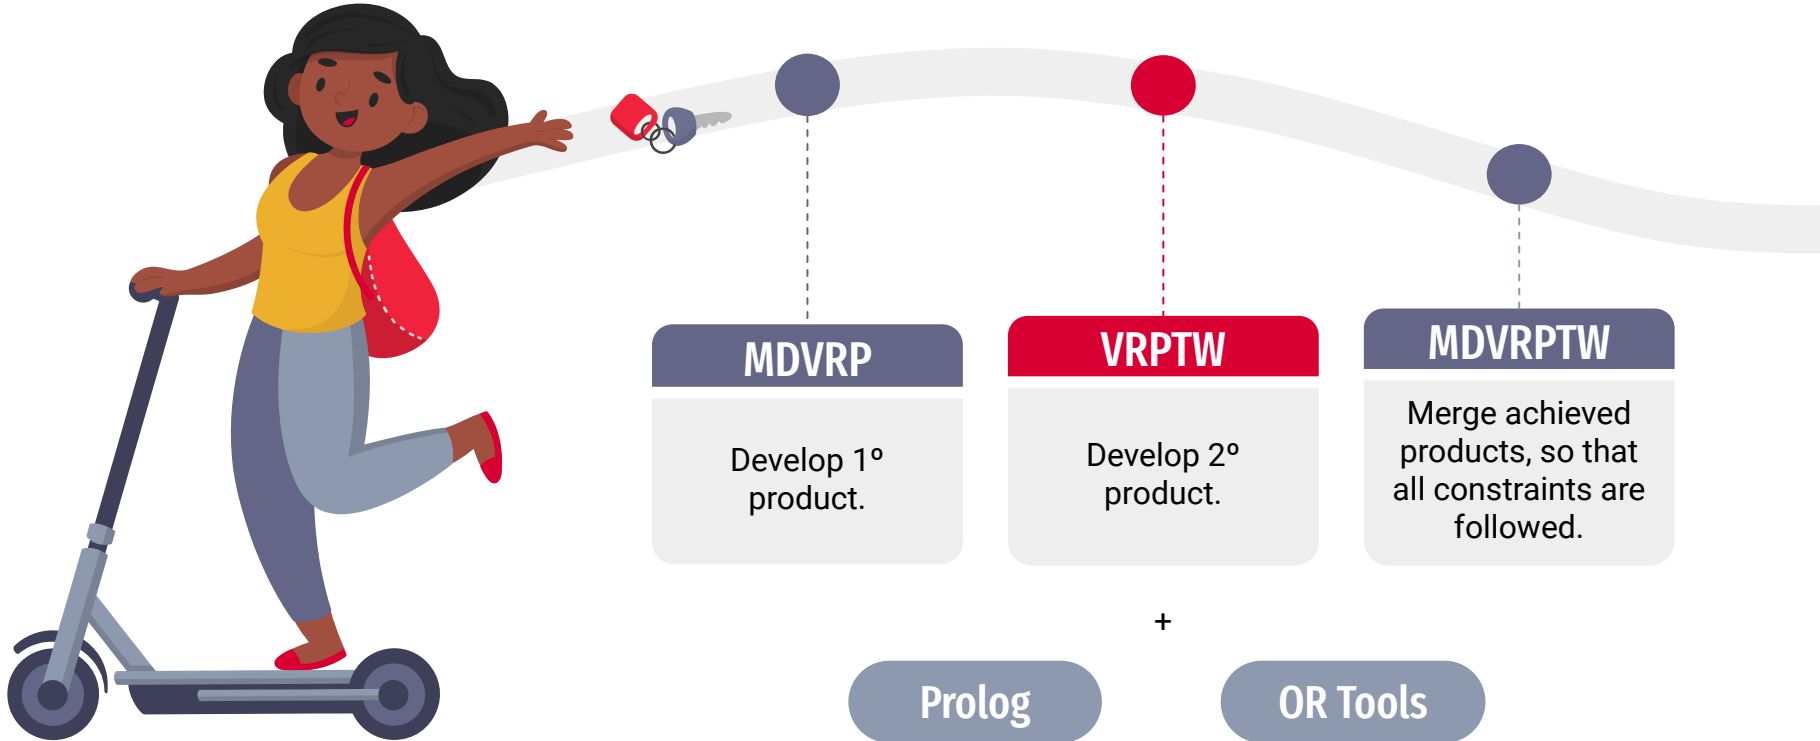 MDVRP
Develop 1º
product.
VRPTW
Develop 2º
product.
MDVRPTW
Merge achieved
products, so that
all constraints are
followed.
+
Prolog
OR Tools